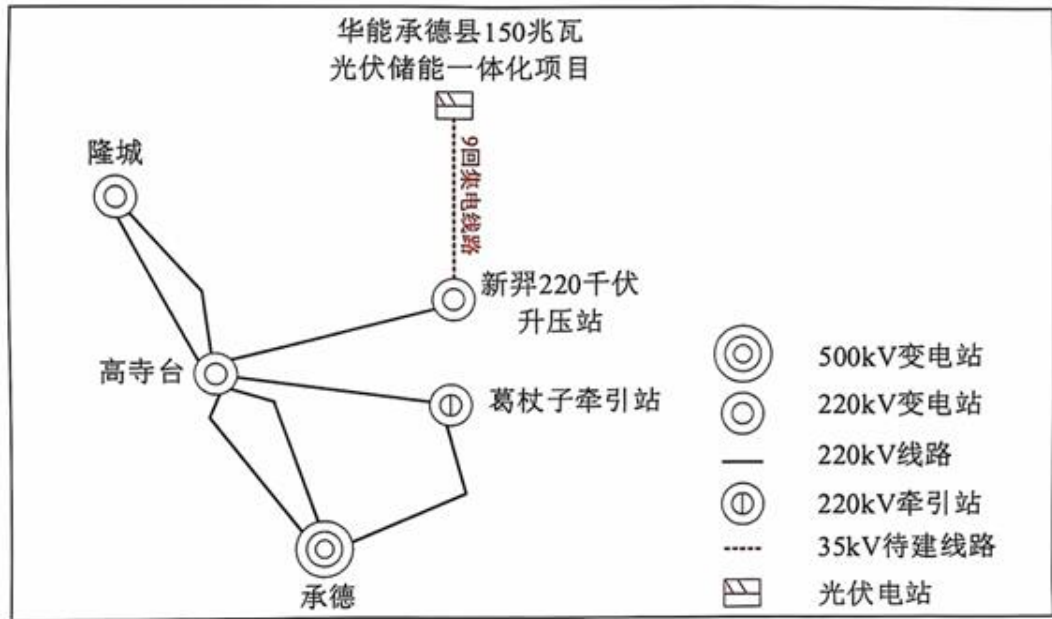 华能承德县150兆瓦
光伏储能一体化项目
9回集电线路
隆城
新羿220千伏
升压站
高寺台
葛杖子牵引站
承德
500kV变电站
220kV变电站
220kV线路
220kV牵引站
35kV待建线路
光伏电站